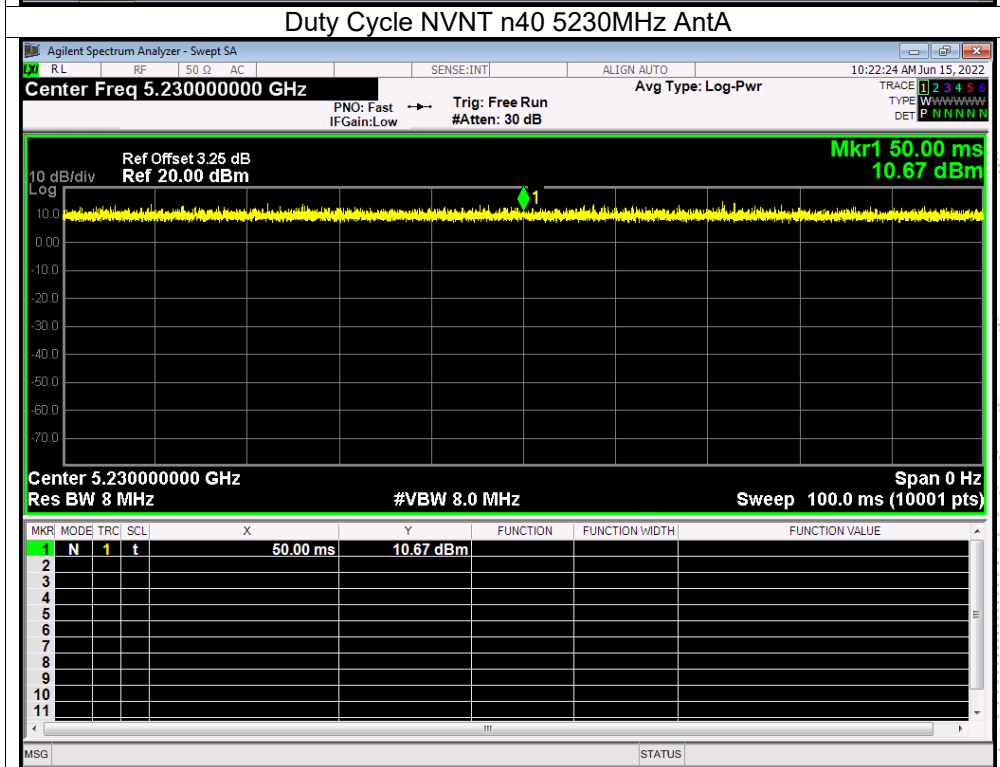 Duty Cycle NVNT n40 5230MHz AntA
Agilent Spectrum Analyzer - Swept SA
LXI RL RF 50 Ω AC SENSE:INT ALIGN AUTO 10:22:24 AM Jun 15, 2022
Center Freq 5.230000000 GHz
PNO: Fast
IFGain:Low
Trig: Free Run
#Atten: 30 dB
Avg Type: Log-Pwr
TRACE 1 2 3 4 5 6
TYPE WWWWWW
DET P N N N N N
Mkr1 50.00 ms
10.67 dBm
Ref Offset 3.25 dB
10 dB/div Ref 20.00 dBm
Log
1
10.0
0.00
-10.0
-20.0
-30.0
-40.0
-50.0
-60.0
-70.0
Center 5.230000000 GHz Span 0 Hz
Res BW 8 MHz #VBW 8.0 MHz Sweep 100.0 ms (10001 pts)
MKR MODE TRC SCL X Y FUNCTION FUNCTION WIDTH FUNCTION VALUE
1 N 1 t 50.00 ms 10.67 dBm
2
3
4
5
6
7
8
9
10
11
MSG STATUS